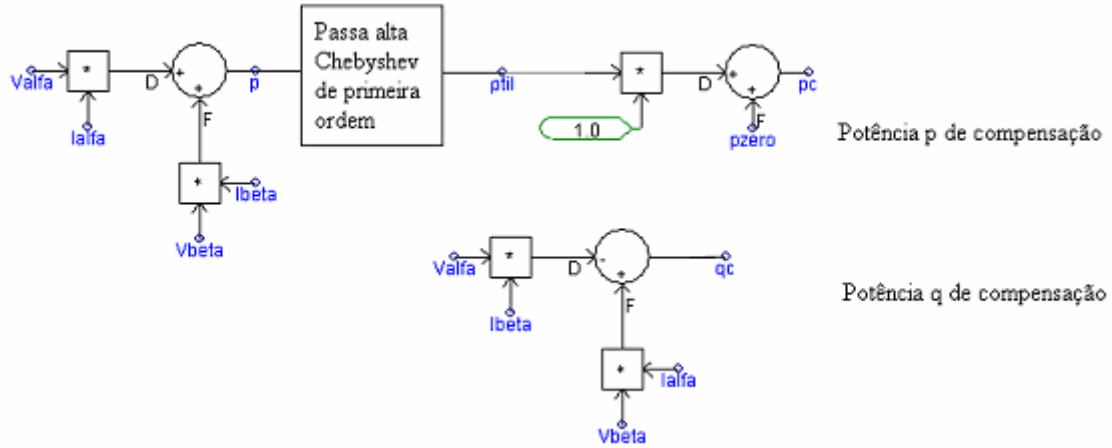 Passa alta
Chebyshev
de primeira
ordem
Valfa
*
D
+
+
p
ptil
*
D
+
+
pc
Ialfa
F
1.0
F
pzero
Potência p de compensação
*
Ibeta
Vbeta
Valfa
*
D
-
+
qc
Ibeta
F
Potência q de compensação
*
Ialfa
Vbeta